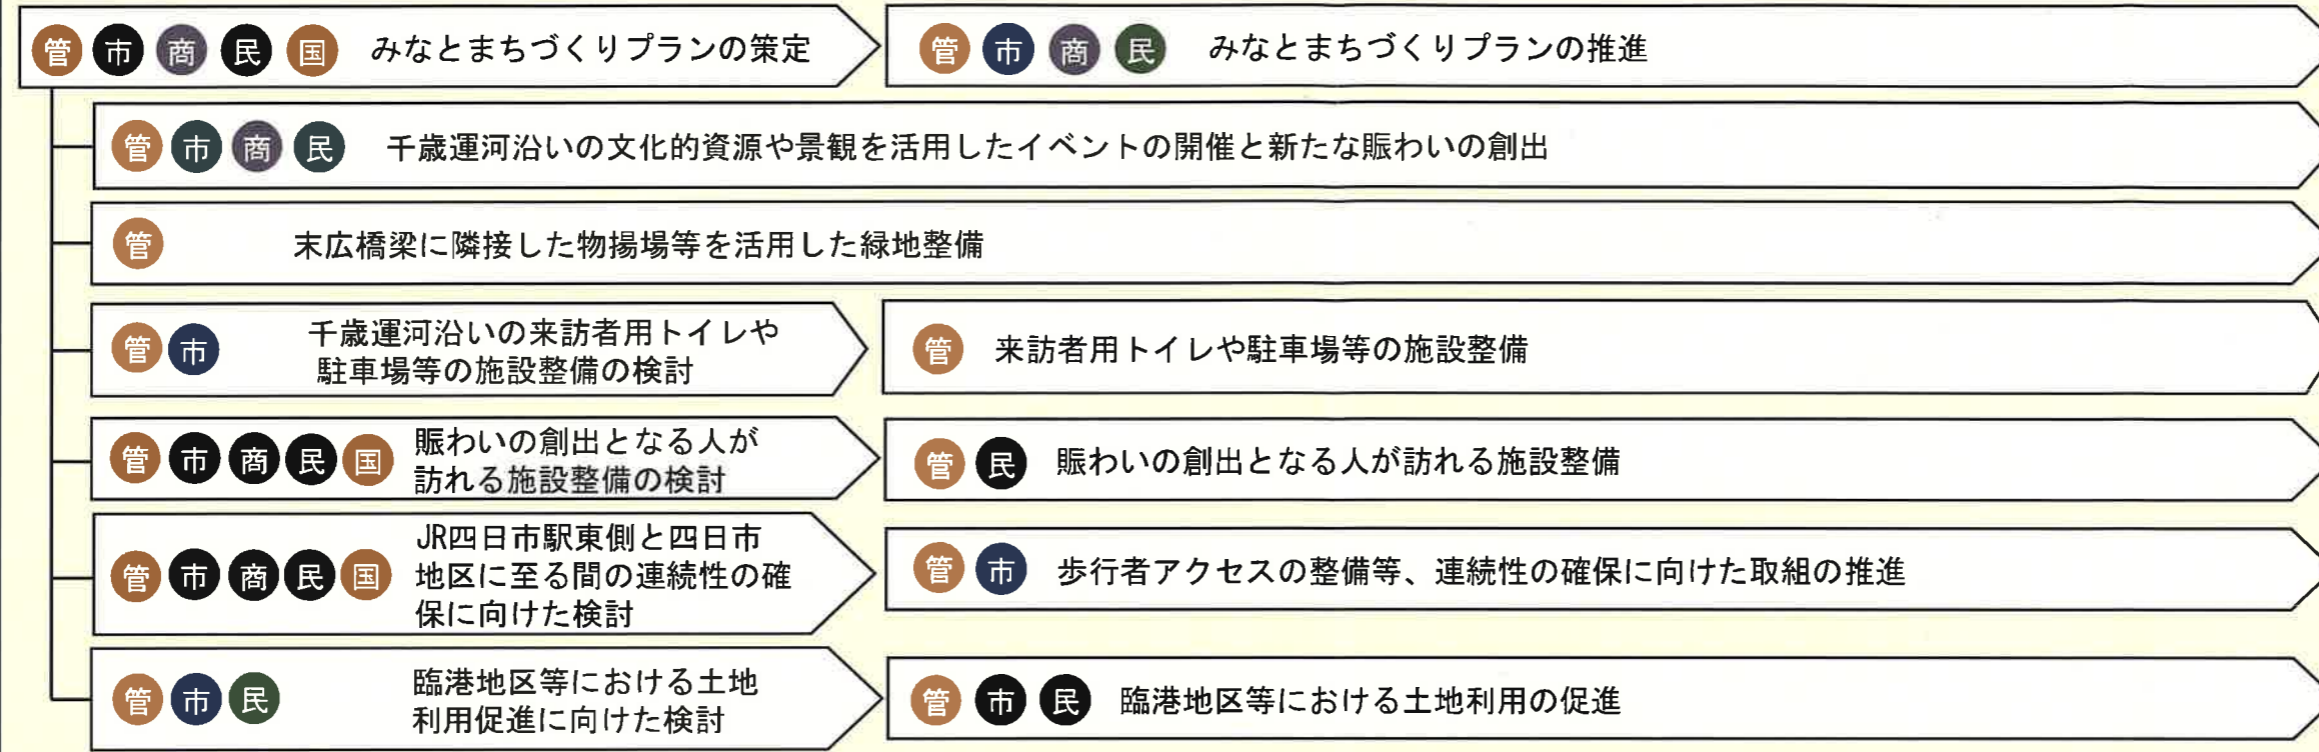 管 市 商 民 国 みなとまちづくりプランの策定
管 市 商 民 みなとまちづくりプランの推進
管 市 商 民 千歳運河沿いの文化的資源や景観を活用したイベントの開催と新たな賑わいの創出
管 末広橋梁に隣接した物揚場等を活用した緑地整備
管 市 千歳運河沿いの来訪者用トイレや
駐車場等の施設整備の検討
管 来訪者用トイレや駐車場等の施設整備
管 市 商 民 国 賑わいの創出となる人が
訪れる施設整備の検討
管 民 賑わいの創出となる人が訪れる施設整備
管 市 商 民 国 JR四日市駅東側と四日市
地区に至る間の連続性の確
保に向けた検討
管 市 歩行者アクセスの整備等、連続性の確保に向けた取組の推進
管 市 民 臨港地区等における土地
利用促進に向けた検討
管 市 民 臨港地区等における土地利用の促進